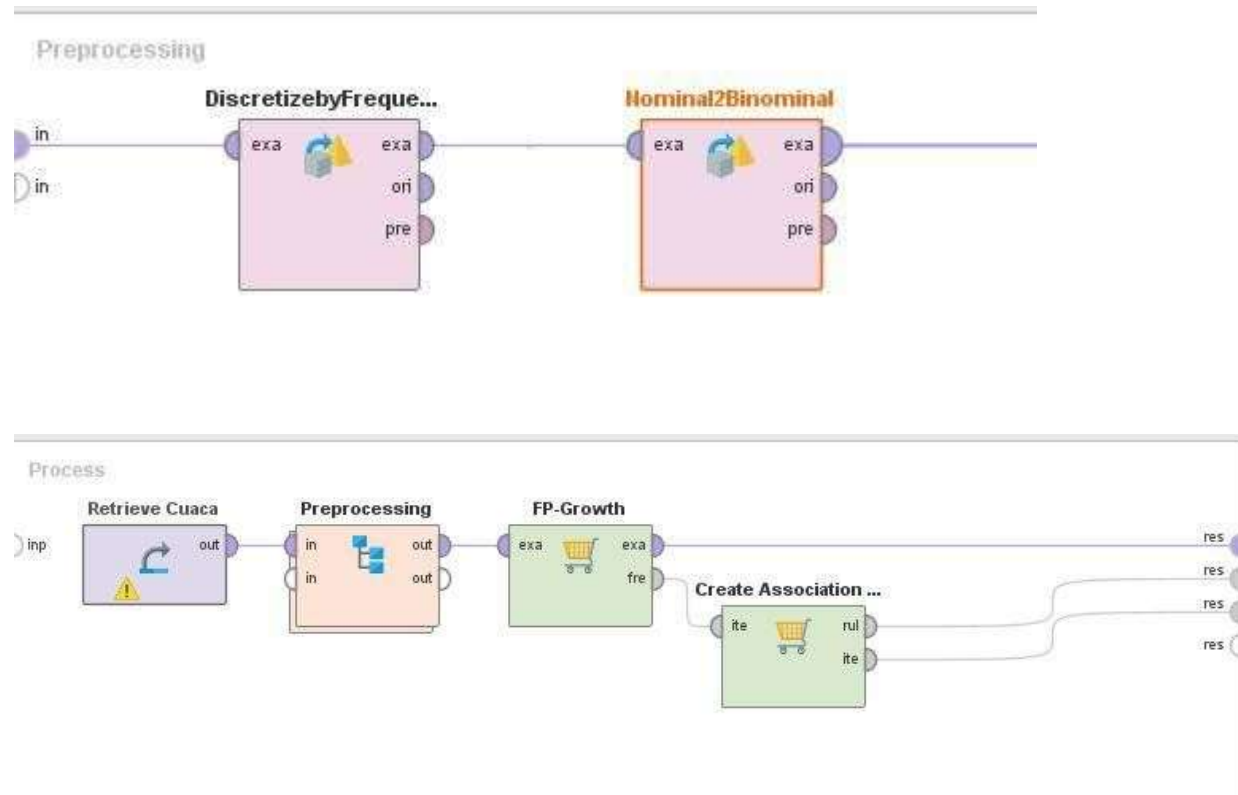 Preprocessing
DiscretizebyFreque... Nominal2Binominal
in exa exa exa exa
in ori ori
pre pre
Process
Retrieve Cuaca Preprocessing FP-Growth
inp out in out exa exa res
in out fre res
Create Association ...
ite rul res
ite res